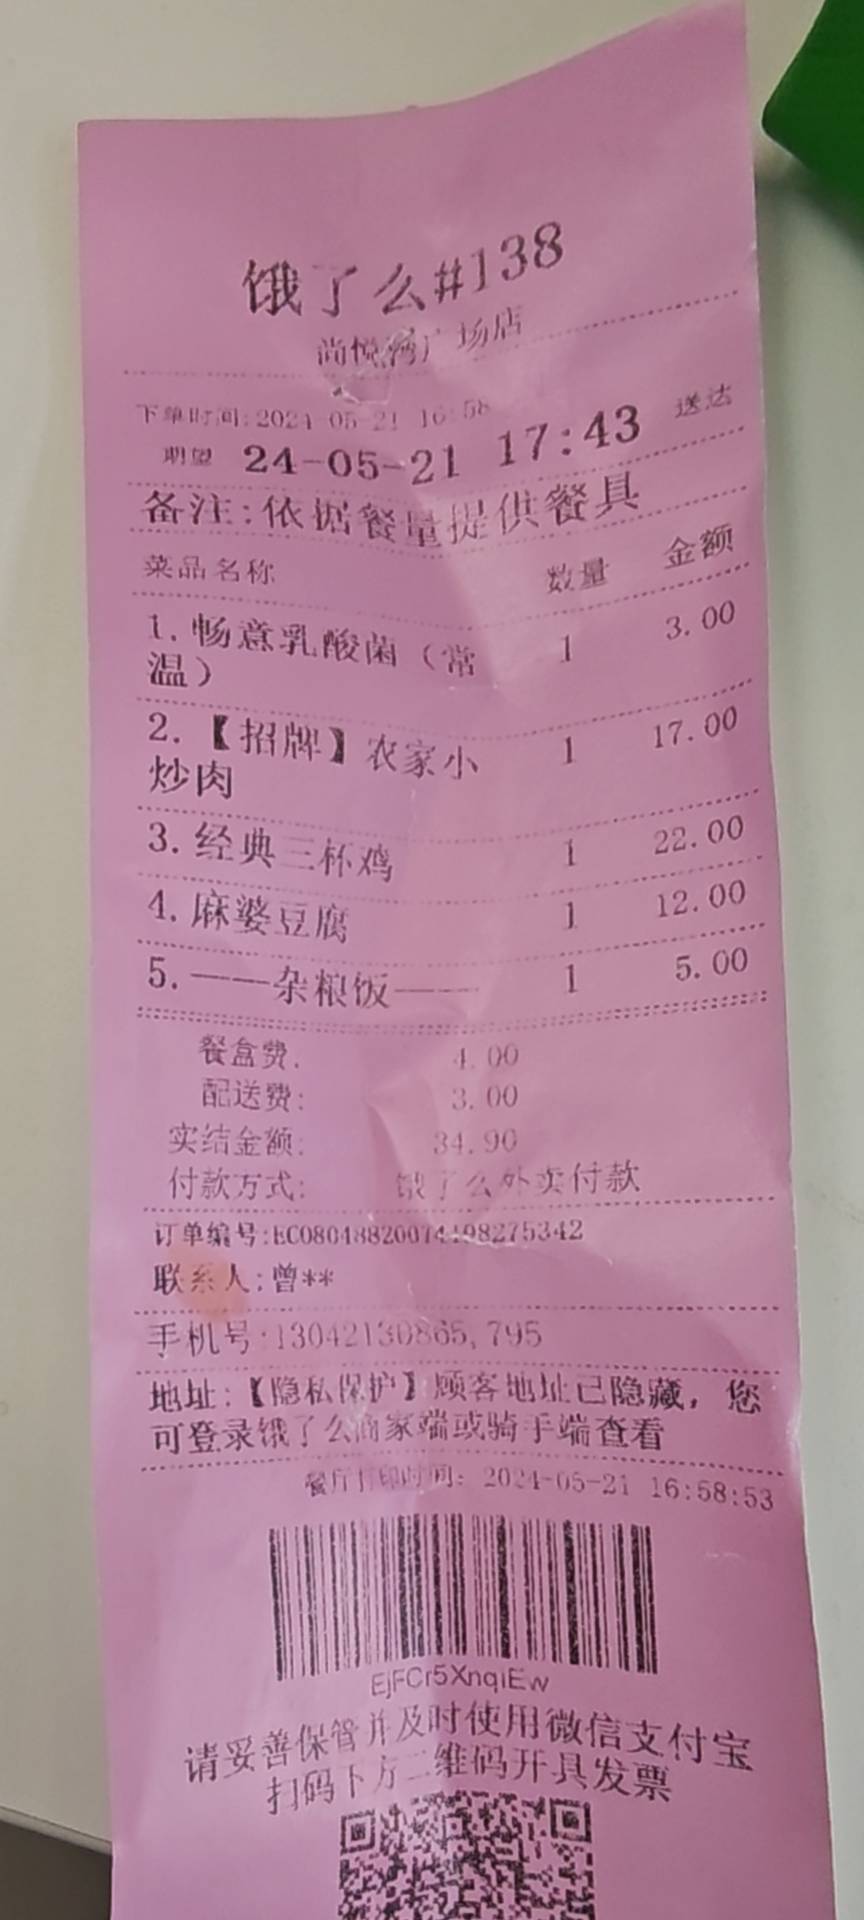 饿了么#138
尚悦湾广场店
下单时间:2024-05-21 16:58
期望 24-05-21 17:43 送达
备注:依据餐量提供餐具
菜品名称 数量 金额
1. 畅意乳酸菌（常 1 3.00
温）
2. 【招牌】农家小 1 17.00
炒肉
3. 经典三杯鸡 1 22.00
4. 麻婆豆腐 1 12.00
5. ——杂粮饭—— 1 5.00
餐盒费: 4.00
配送费: 3.00
实结金额: 34.90
付款方式: 饿了么外卖付款
订单编号:
联系人:曾**
手机号:13042130865,795
地址:【隐私保护】顾客地址已隐藏，您
可登录饿了么商家端或骑手端查看
餐厅打印时间: 2024-05-21 16:58:53
EjFCr5XnqiEw
请妥善保管并及时使用微信支付宝
扫码下方二维码开具发票